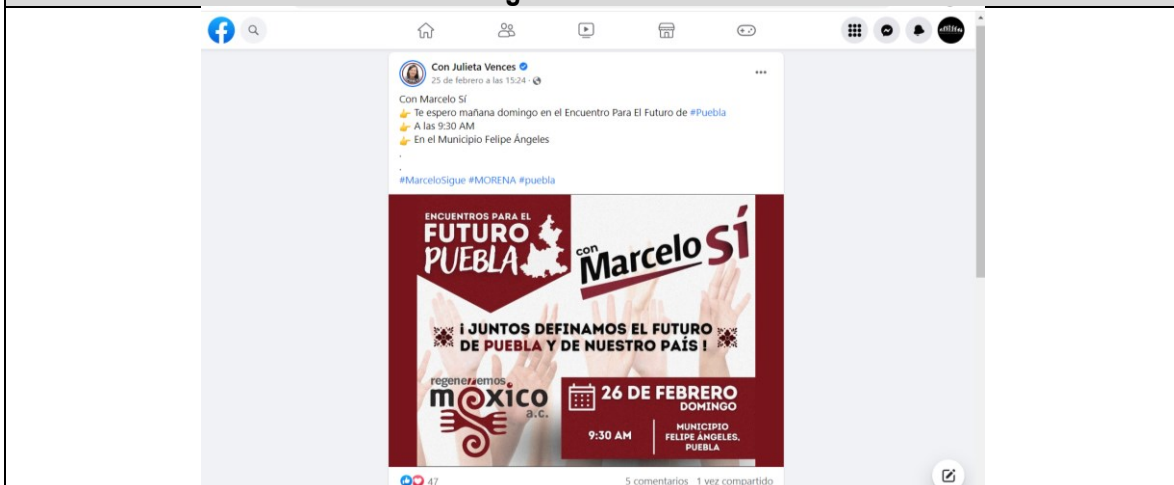 Con Julieta Vences
25 de febrero a las 15:24 ·
Con Marcelo Sí
👉 Te espero mañana domingo en el Encuentro Para El Futuro de #Puebla
👉 A las 9:30 AM
👉 En el Municipio Felipe Ángeles
.
.
#MarceloSigue #MORENA #puebla
ENCUENTROS PARA EL
FUTURO
PUEBLA
con
Marcelo Sí
¡ JUNTOS DEFINAMOS EL FUTURO
DE PUEBLA Y DE NUESTRO PAÍS !
regeneremos
mexico
a.c.
26 DE FEBRERO
DOMINGO
9:30 AM
MUNICIPIO
FELIPE ÁNGELES,
PUEBLA
47
5 comentarios 1 vez compartido